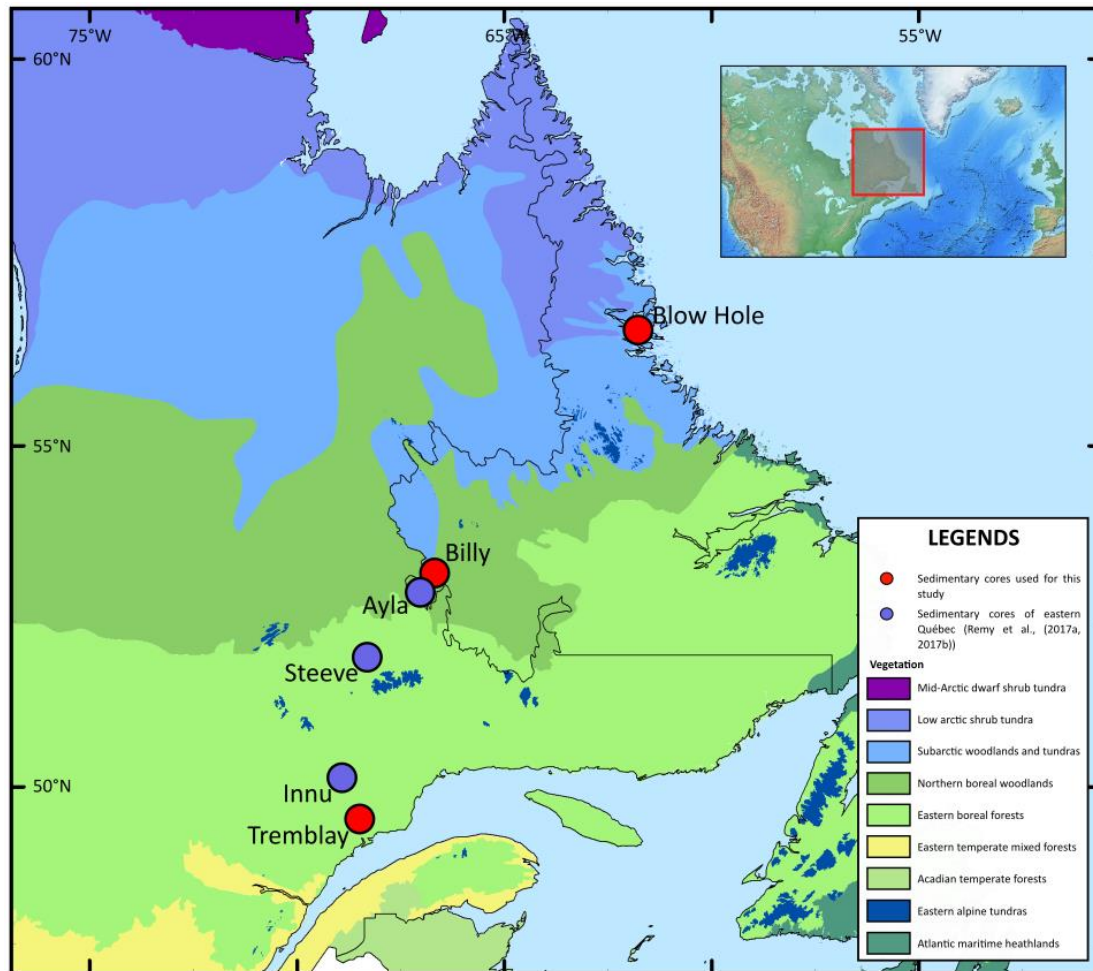 75°W
65°W
55°W
60°N
Blow Hole
55°N
Billy
Ayla
Steeve
50°N
Innu
Tremblay
LEGENDS
Sedimentary cores used for this
study
Sedimentary cores of eastern
Québec (Remy et al., (2017a,
2017b))
Vegetation
Mid-Arctic dwarf shrub tundra
Low arctic shrub tundra
Subarctic woodlands and tundras
Northern boreal woodlands
Eastern boreal forests
Eastern temperate mixed forests
Acadian temperate forests
Eastern alpine tundras
Atlantic maritime heathlands